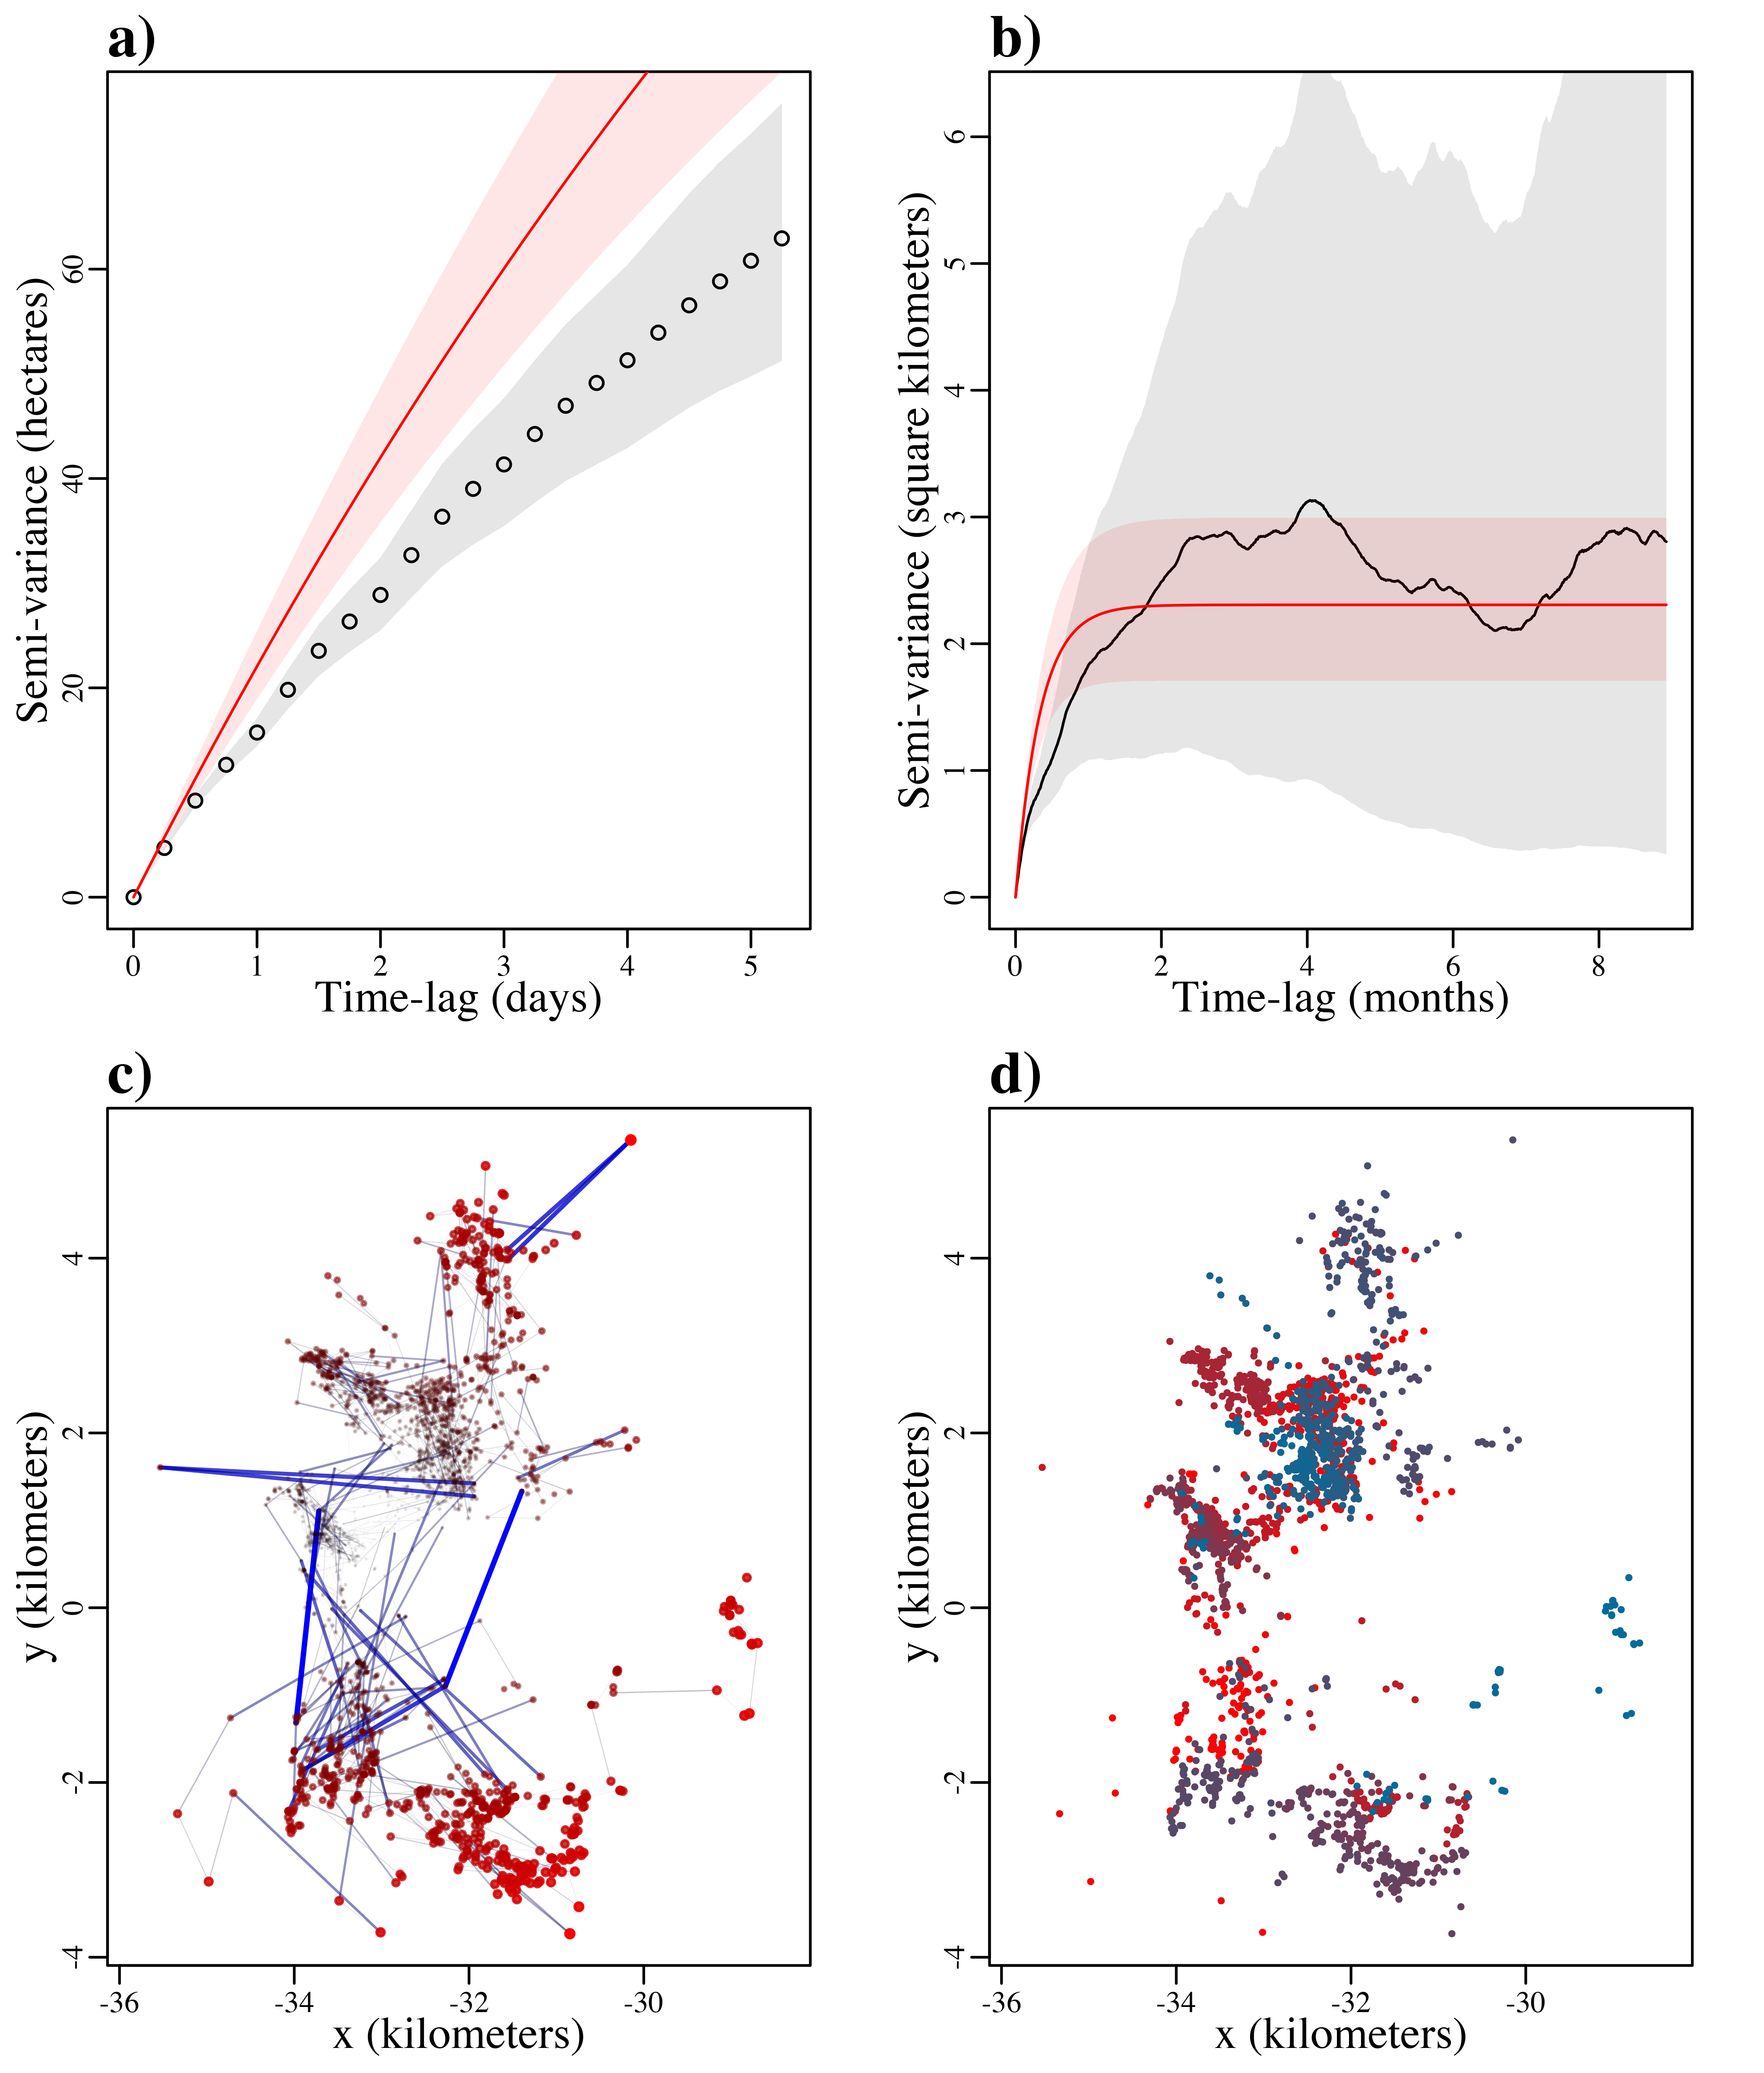 a)
Semi-variance (hectares)
0 20 40 60
0 1 2 3 4 5
Time-lag (days)
b)
Semi-variance (square kilometers)
0 1 2 3 4 5 6
0 2 4 6 8
Time-lag (months)
c)
y (kilometers)
-4 -2 0 2 4
-36 -34 -32 -30
x (kilometers)
d)
y (kilometers)
-4 -2 0 2 4
-36 -34 -32 -30
x (kilometers)